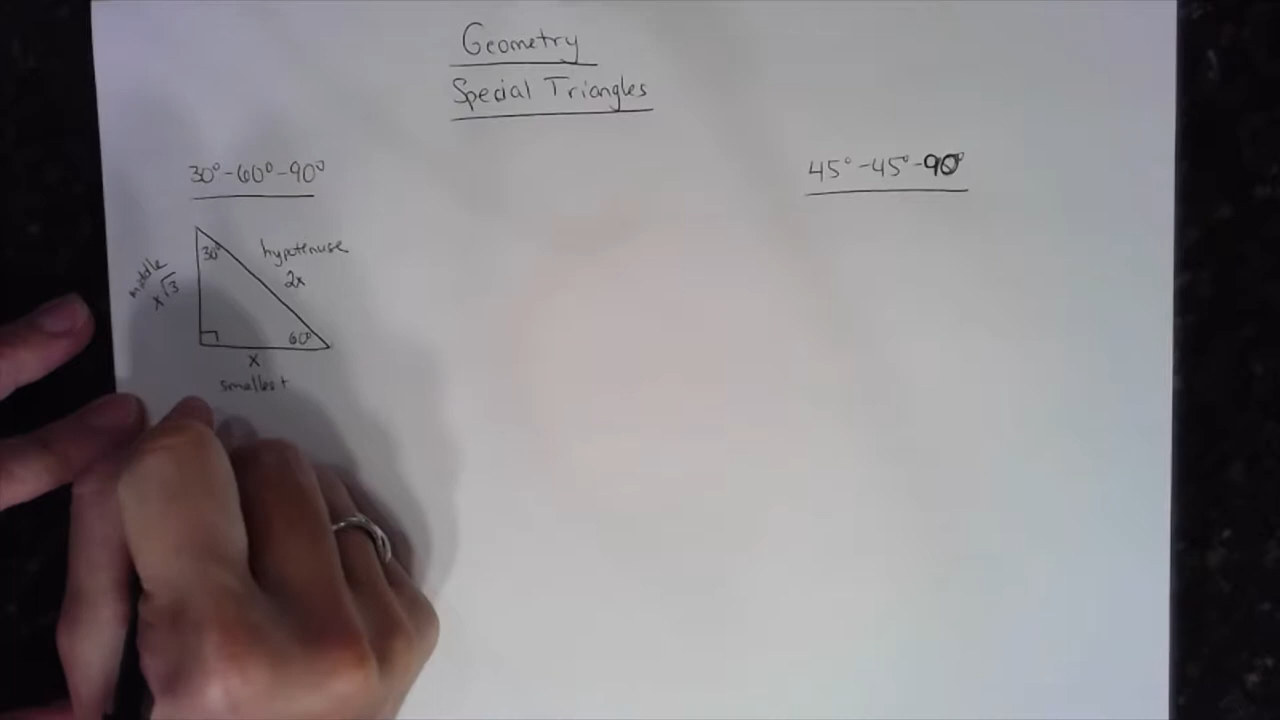 Geometry
Special Triangles
30°-60°-90°
45°-45°-90°
30°
hypotenuse
2x
middle
x√3
60°
x
smallest